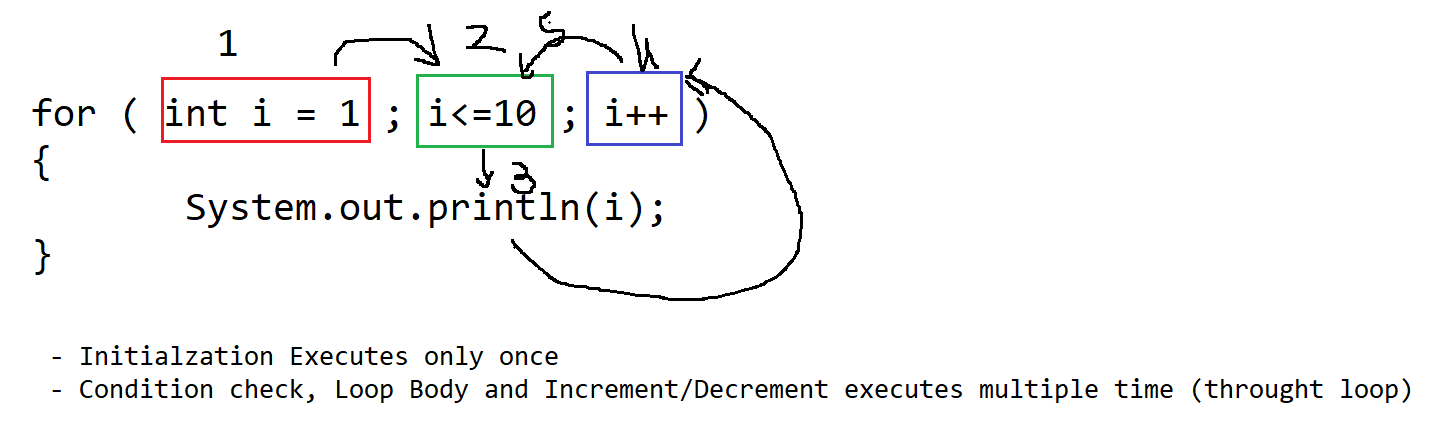 1 2 5 4
for ( int i = 1 ; i<=10 ; i++ )
{
3
System.out.println(i);
}
- Initialzation Executes only once
- Condition check, Loop Body and Increment/Decrement executes multiple time (throught loop)